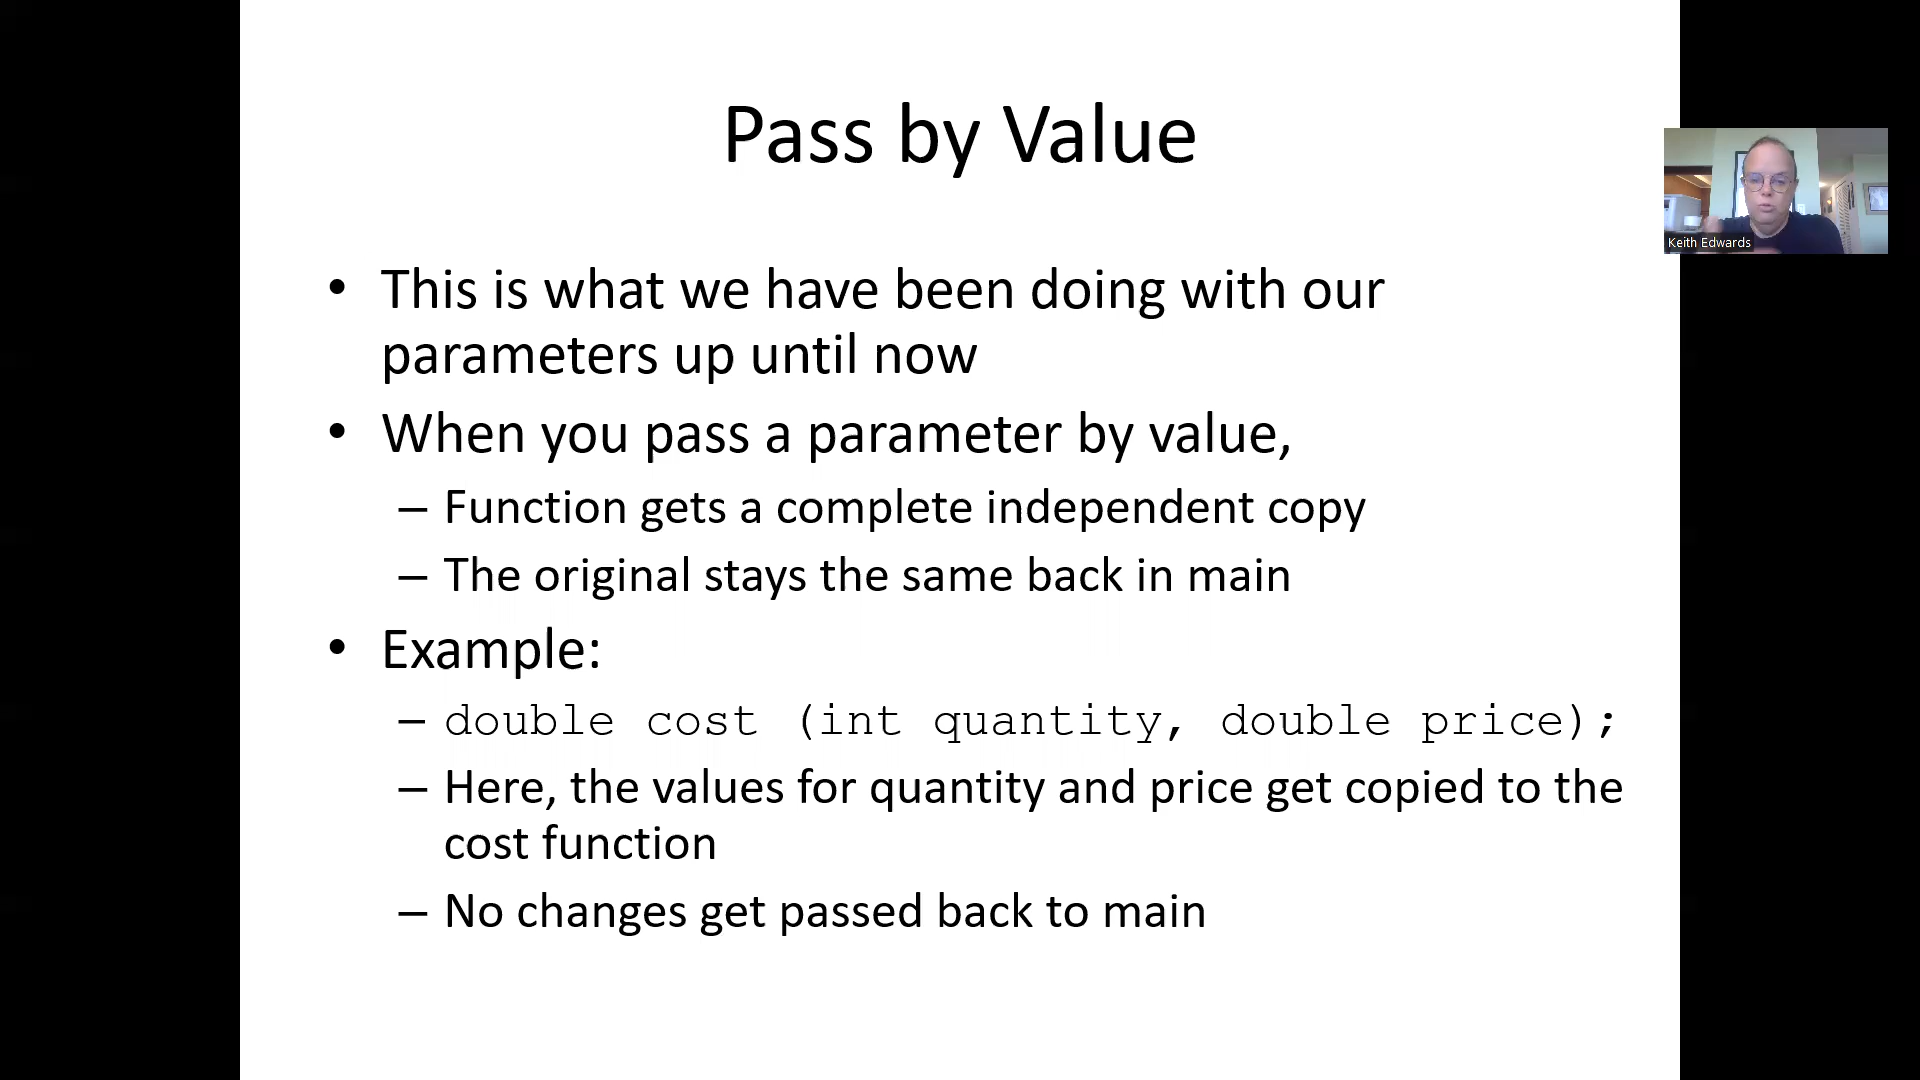 Pass by Value
Keith Edwards
• This is what we have been doing with our
parameters up until now
• When you pass a parameter by value,
– Function gets a complete independent copy
– The original stays the same back in main
• Example:
– double cost (int quantity, double price);
– Here, the values for quantity and price get copied to the
cost function
– No changes get passed back to main